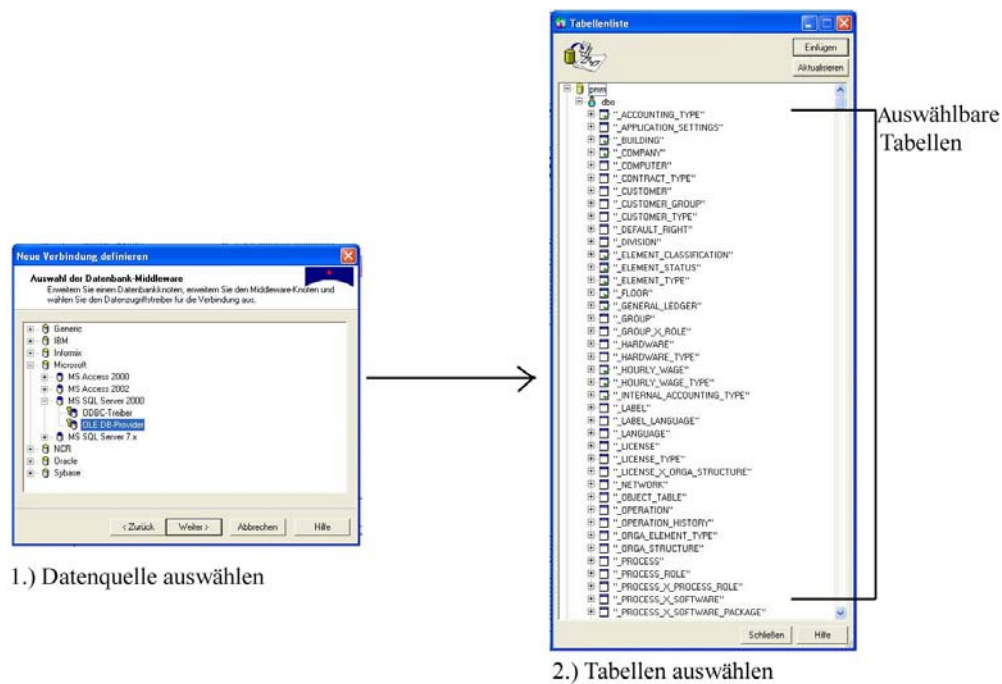 Neue Verbindung definieren
Auswahl der Datenbank-Middleware
Erweitern Sie einen Datenbankknoten, erweitern Sie den Middleware-Knoten und
wählen Sie den Datenzugriffstreiber für die Verbindung aus.
Generic
IBM
Informix
Microsoft
MS Access 2000
MS Access 2002
MS SQL Server 2000
ODBC-Treiber
OLE DB-Provider
MS SQL Server 7.x
NCR
Oracle
Sybase
< Zurück
Weiter >
Abbrechen
Hilfe
1.) Datenquelle auswählen
Tabellenliste
Einfügen
Aktualisieren
prem
dbo
"_ACCOUNTING_TYPE"
"_APPLICATION_SETTINGS"
"_BUILDING"
"_COMPANY"
"_COMPUTER"
"_CONTRACT_TYPE"
"_CUSTOMER"
"_CUSTOMER_GROUP"
"_CUSTOMER_TYPE"
"_DEFAULT_RIGHT"
"_DIVISION"
"_ELEMENT_CLASSIFICATION"
"_ELEMENT_STATUS"
"_ELEMENT_TYPE"
"_FLOOR"
"_GENERAL_LEDGER"
"_GROUP"
"_GROUP_X_ROLE"
"_HARDWARE"
"_HARDWARE_TYPE"
"_HOURLY_WAGE"
"_HOURLY_WAGE_TYPE"
"_INTERNAL_ACCOUNTING_TYPE"
"_LABEL"
"_LABEL_LANGUAGE"
"_LANGUAGE"
"_LICENSE"
"_LICENSE_TYPE"
"_LICENSE_X_ORGA_STRUCTURE"
"_NETWORK"
"_OBJECT_TABLE"
"_OPERATION"
"_OPERATION_HISTORY"
"_ORGA_ELEMENT_TYPE"
"_ORGA_STRUCTURE"
"_PROCESS"
"_PROCESS_ROLE"
"_PROCESS_X_PROCESS_ROLE"
"_PROCESS_X_SOFTWARE"
"_PROCESS_X_SOFTWARE_PACKAGE"
Schließen
Hilfe
Auswählbare
Tabellen
2.) Tabellen auswählen